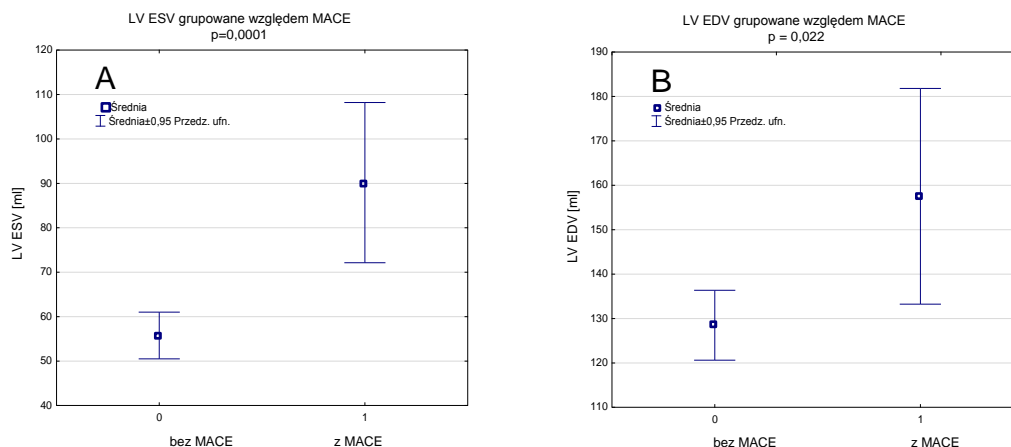 LV ESV grupowane względem MACE
p=0,0001
120
110
100
90
80
70
60
50
40
LV ESV [ml]
A
Średnia
Średnia±0,95 Przedz. ufn.
0
1
bez MACE
z MACE
LV EDV grupowane względem MACE
p = 0,022
190
180
170
160
150
140
130
120
110
LV EDV [ml]
B
Średnia
Średnia±0,95 Przedz. ufn.
0
1
bez MACE
z MACE